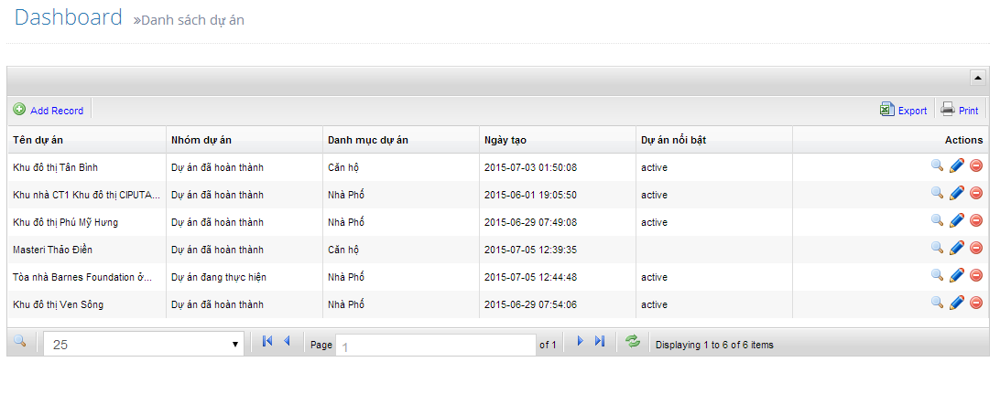 Dashboard »Danh sách dự án
Add Record Export Print
Tên dự án Nhóm dự án Danh mục dự án Ngày tạo Dự án nổi bật Actions
Khu đô thị Tân Bình Dự án đã hoàn thành Căn hộ 2015-07-03 01:50:08 active
Khu nhà CT1 Khu đô thị CIPUTA... Dự án đã hoàn thành Nhà Phố 2015-06-01 19:05:50 active
Khu đô thị Phú Mỹ Hưng Dự án đã hoàn thành Nhà Phố 2015-06-29 07:49:08 active
Masteri Thảo Điền Dự án đã hoàn thành Căn hộ 2015-07-05 12:39:35
Tòa nhà Barnes Foundation ở... Dự án đang thực hiện Nhà Phố 2015-07-05 12:44:48 active
Khu đô thị Ven Sông Dự án đã hoàn thành Nhà Phố 2015-06-29 07:54:06 active
25 Page 1 of 1 Displaying 1 to 6 of 6 items